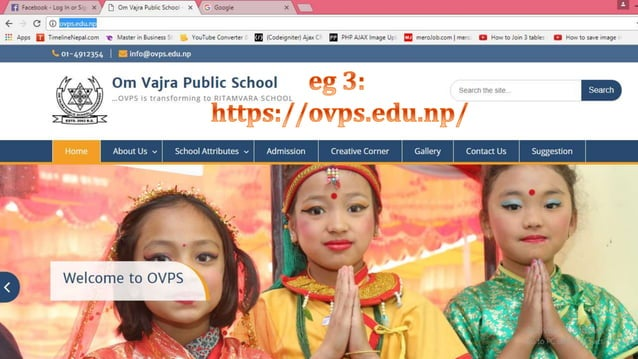 Facebook - Log In or Sig
Om Vajra Public School -
Google
ovps.edu.np
Apps
TimelineNepal.com
Master in Business S
YouTube Converter
(Codeigniter) Ajax C
PHP AJAX Image Up
meroJob.com | mero
How to Join 3 tables
How to save image i
01-4912354
info@ovps.edu.np
Om Vajra Public School
...OVPS is transforming to RITAMVARA SCHOOL
eg 3:
https://ovps.edu.np/
Search the site...
Search
ESTD. 2062 B.S.
Home
About Us
School Attributes
Admission
Creative Corner
Gallery
Contact Us
Suggestion
Welcome to OVPS